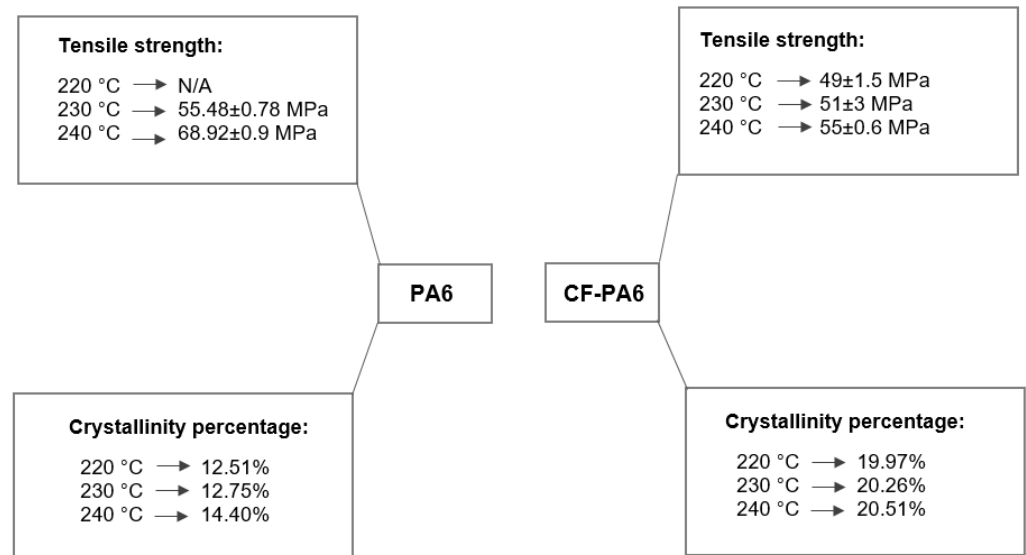 Tensile strength:
220 °C → N/A
230 °C → 55.48±0.78 MPa
240 °C → 68.92±0.9 MPa
Tensile strength:
220 °C → 49±1.5 MPa
230 °C → 51±3 MPa
240 °C → 55±0.6 MPa
PA6
CF-PA6
Crystallinity percentage:
220 °C → 12.51%
230 °C → 12.75%
240 °C → 14.40%
Crystallinity percentage:
220 °C → 19.97%
230 °C → 20.26%
240 °C → 20.51%